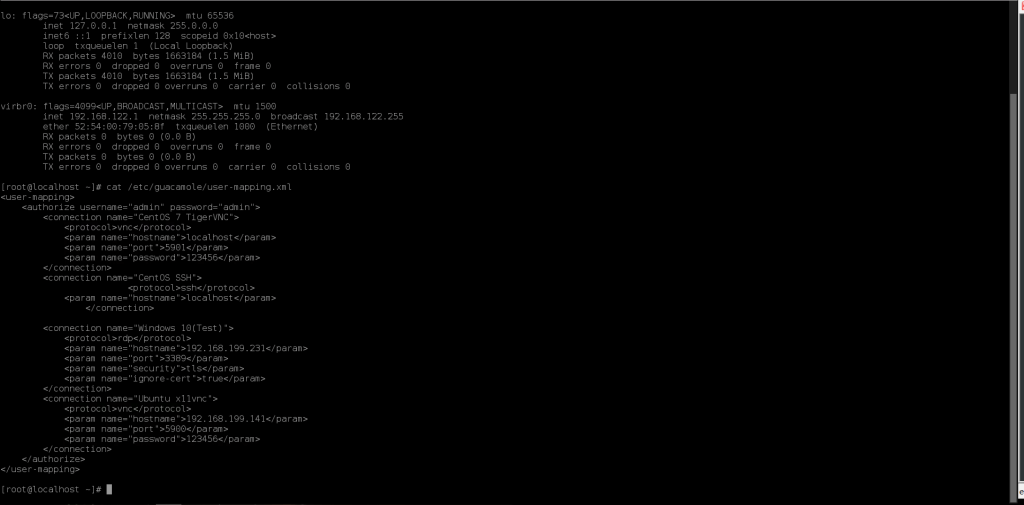 lo: flags=73<UP,LOOPBACK,RUNNING>  mtu 65536
        inet 127.0.0.1  netmask 255.0.0.0
        inet6 ::1  prefixlen 128  scopeid 0x10<host>
        loop  txqueuelen 1  (Local Loopback)
        RX packets 4010  bytes 1663184 (1.5 MiB)
        RX errors 0  dropped 0  overruns 0  frame 0
        TX packets 4010  bytes 1663184 (1.5 MiB)
        TX errors 0  dropped 0 overruns 0  carrier 0  collisions 0
virbr0: flags=4099<UP,BROADCAST,MULTICAST>  mtu 1500
        inet 192.168.122.1  netmask 255.255.255.0  broadcast 192.168.122.255
        ether 52:54:00:79:05:8f  txqueuelen 1000  (Ethernet)
        RX packets 0  bytes 0 (0.0 B)
        RX errors 0  dropped 0  overruns 0  frame 0
        TX packets 0  bytes 0 (0.0 B)
        TX errors 0  dropped 0 overruns 0  carrier 0  collisions 0
[root@localhost ~]# cat /etc/guacamole/user-mapping.xml
<user-mapping>
    <authorize username="admin" password="admin">
        <connection name="CentOS 7 TigerVNC">
            <protocol>vnc</protocol>
            <param name="hostname">localhost</param>
            <param name="port">5901</param>
            <param name="password">123456</param>
        </connection>
        <connection name="CentOS SSH">
                        <protocol>ssh</protocol>
            <param name="hostname">localhost</param>
                </connection>
        <connection name="Windows 10(Test)">
            <protocol>rdp</protocol>
            <param name="hostname">192.168.199.231</param>
            <param name="port">3389</param>
            <param name="security">tls</param>
            <param name="ignore-cert">true</param>
        </connection>
        <connection name="Ubuntu x11vnc">
            <protocol>vnc</protocol>
            <param name="hostname">192.168.199.141</param>
            <param name="port">5900</param>
            <param name="password">123456</param>
        </connection>
    </authorize>
</user-mapping>
[root@localhost ~]#